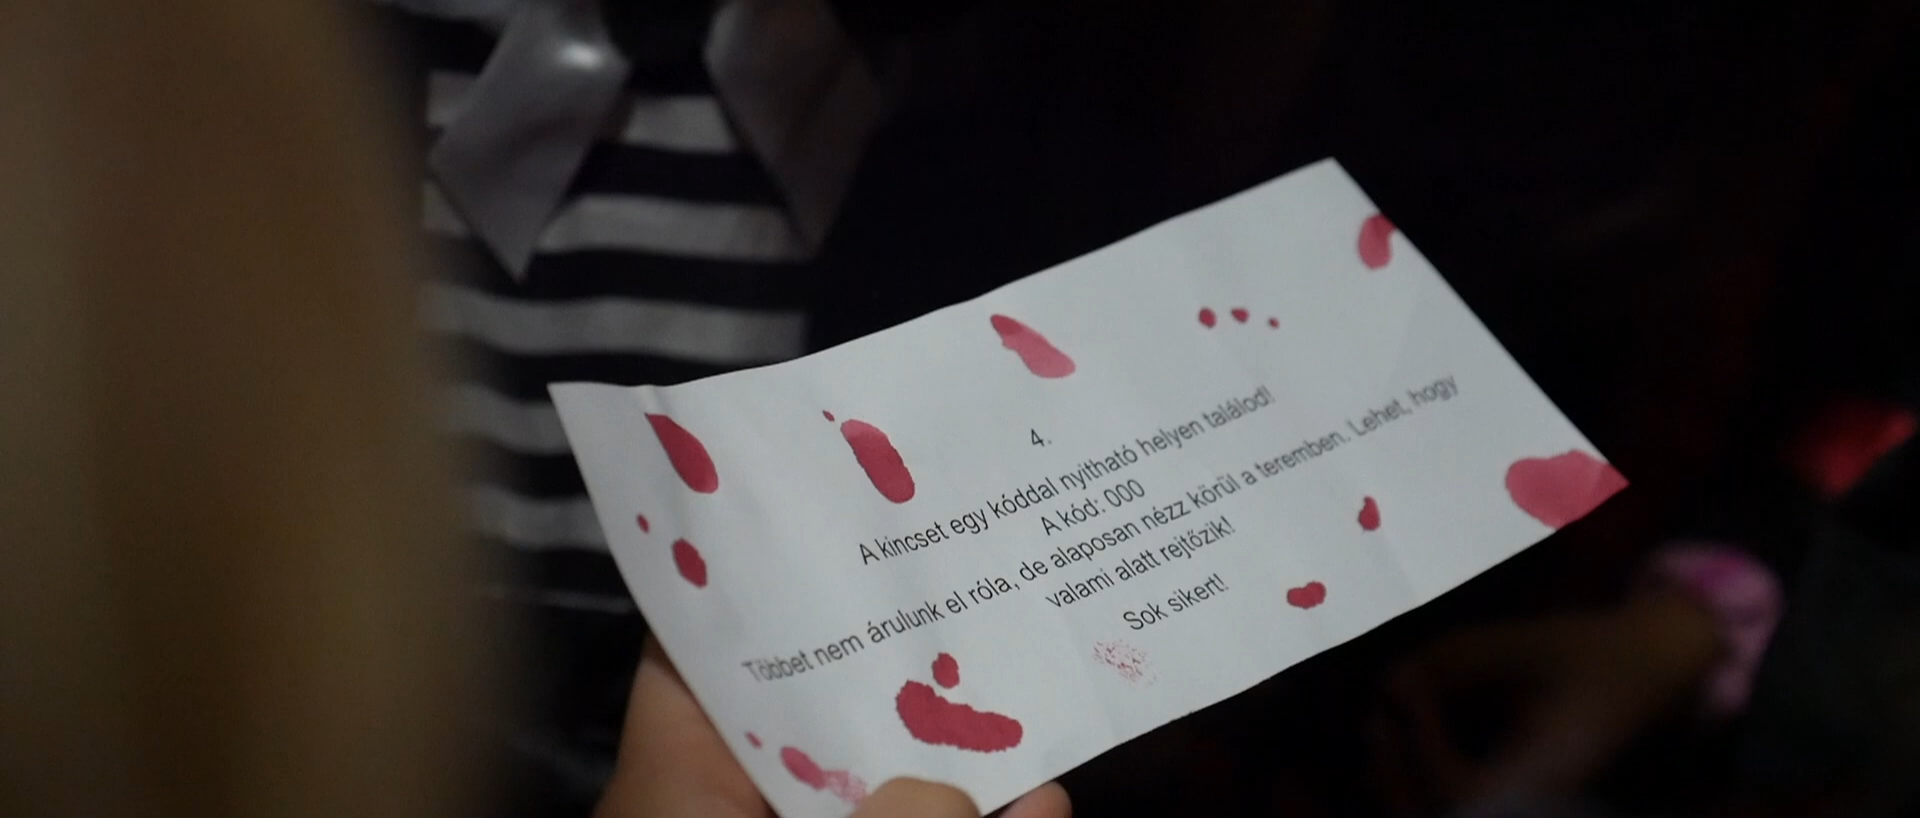 4.
A kincset egy kóddal nyitható helyen találod!
A kód: 000
Többet nem árulunk el róla, de alaposan nézz körül a teremben. Lehet, hogy
valami alatt rejtőzik!
Sok sikert!